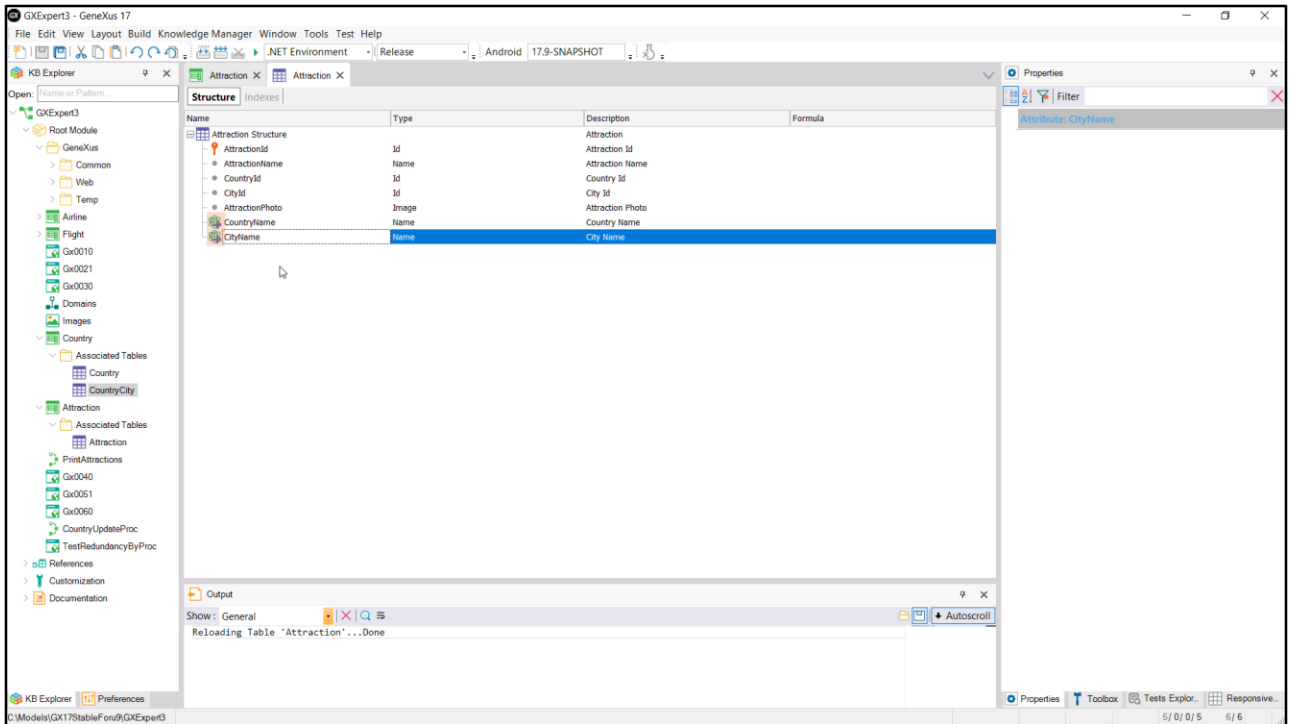 GX GXExpert3 - GeneXus 17
File Edit View Layout Build Knowledge Manager Window Tools Test Help
.NET Environment Release Android 17.9-SNAPSHOT
KB Explorer
Open: Name or Pattern...
GXExpert3
Root Module
GeneXus
Common
Web
Temp
Airline
Flight
Gx0010
Gx0021
Gx0030
Domains
Images
Country
Associated Tables
Country
CountryCity
Attraction
Associated Tables
Attraction
PrintAttractions
Gx0040
Gx0051
Gx0060
CountryUpdateProc
TestRedundancyByProc
References
Customization
Documentation
KB Explorer Preferences
Attraction Attraction
Structure Indexes
Name Type Description Formula
Attraction Structure Attraction
AttractionId Id Attraction Id
AttractionName Name Attraction Name
CountryId Id Country Id
CityId Id City Id
AttractionPhoto Image Attraction Photo
CountryName Name Country Name
CityName Name City Name
Output
Show: General Autoscroll
Reloading Table 'Attraction'...Done
Properties
Filter
Attribute: CityName
Properties Toolbox Tests Explor... Responsive...
C:\Models\GX17StableForu9\GXExpert3 5/0/0/5 6/6